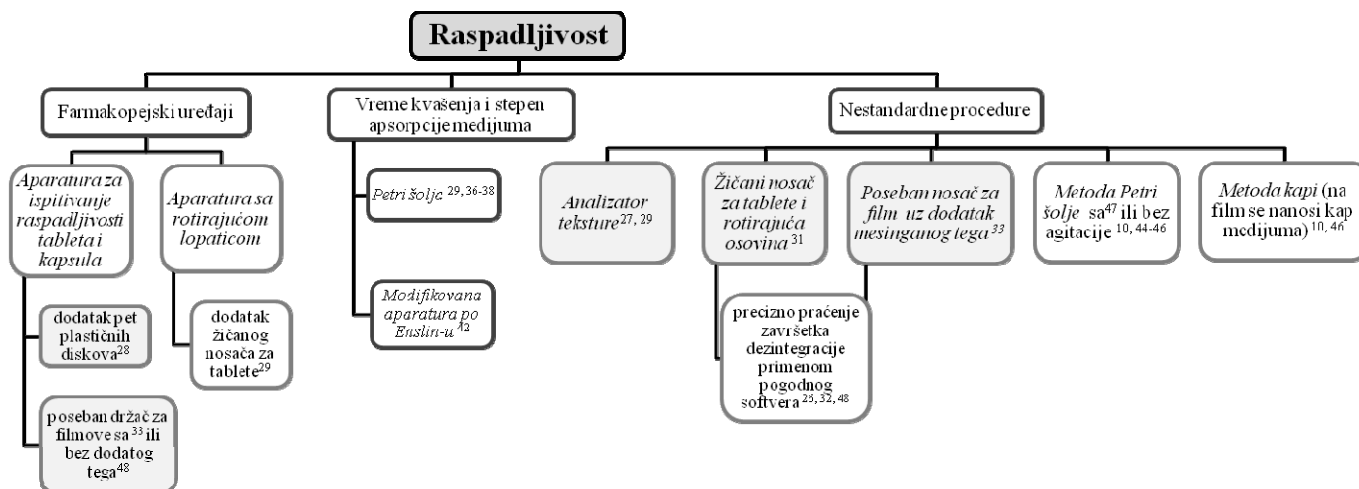 Raspadljivost
Farmakopejski uređaji
Vreme kvašenja i stepen
apsorpcije medijuma
Nestandardne procedure
Aparatura za
ispitivanje
raspadljivosti
tableta i
kapsula
Aparatura sa
rotirajućom
lopaticom
dodatak pet
plastičnih
diskova 28
poseban držač za
filmove sa 33 ili
bez dodatog
tega 48
dodatak
žičanog
nosača za
tablete 29
Petri šolje 29, 36-38
Modifikovana
aparatura po
Enslin-u
Analizator
teksture 27, 29
Žičani nosač
za tablete i
rotirajuća
osovina 31
Poseban nosač za
film uz dodatak
mesinganog tega 33
precizno praćenje
završetka
dezintegracije
primenom
pogodnog
softvera 26, 32, 48
Metoda Petri
šolje sa 47 ili bez
agitacije 10, 44-46
Metoda kapi (na
film se nanosi kap
medijuma) 10, 46